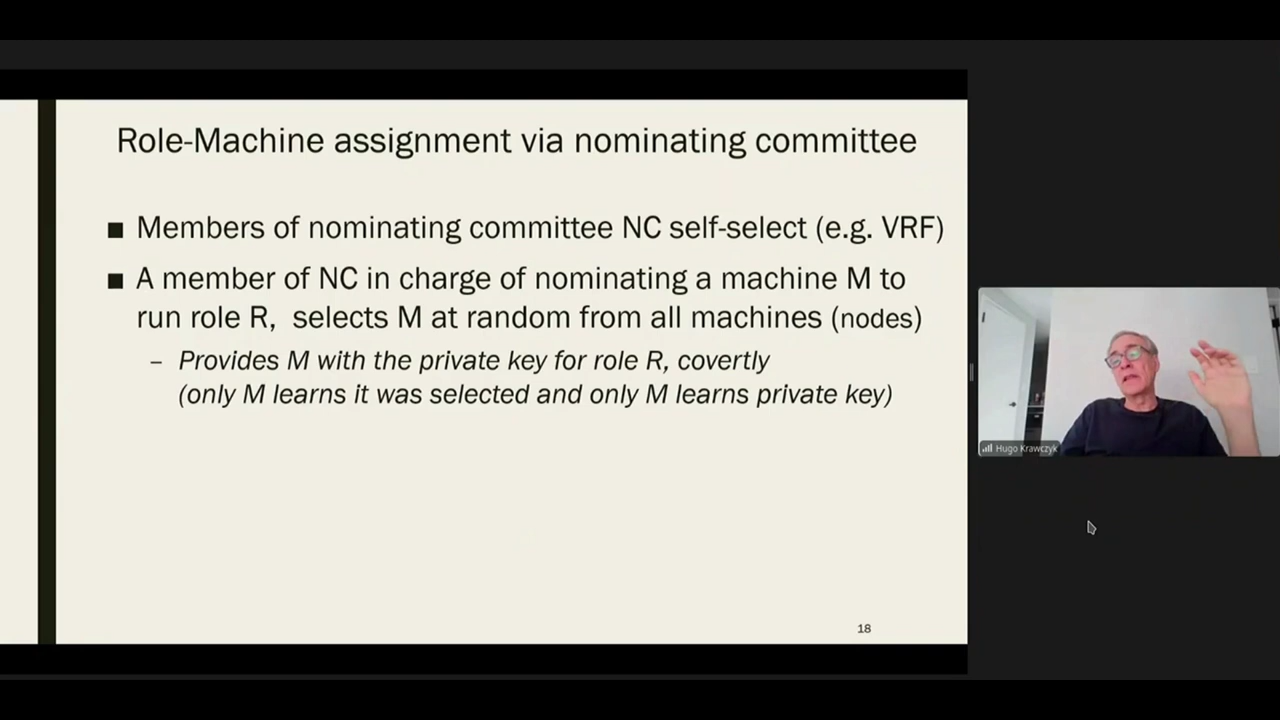 Role-Machine assignment via nominating committee
■ Members of nominating committee NC self-select (e.g. VRF)
■ A member of NC in charge of nominating a machine M to
run role R, selects M at random from all machines (nodes)
– Provides M with the private key for role R, covertly
(only M learns it was selected and only M learns private key)
Hugo Krawczyk
18